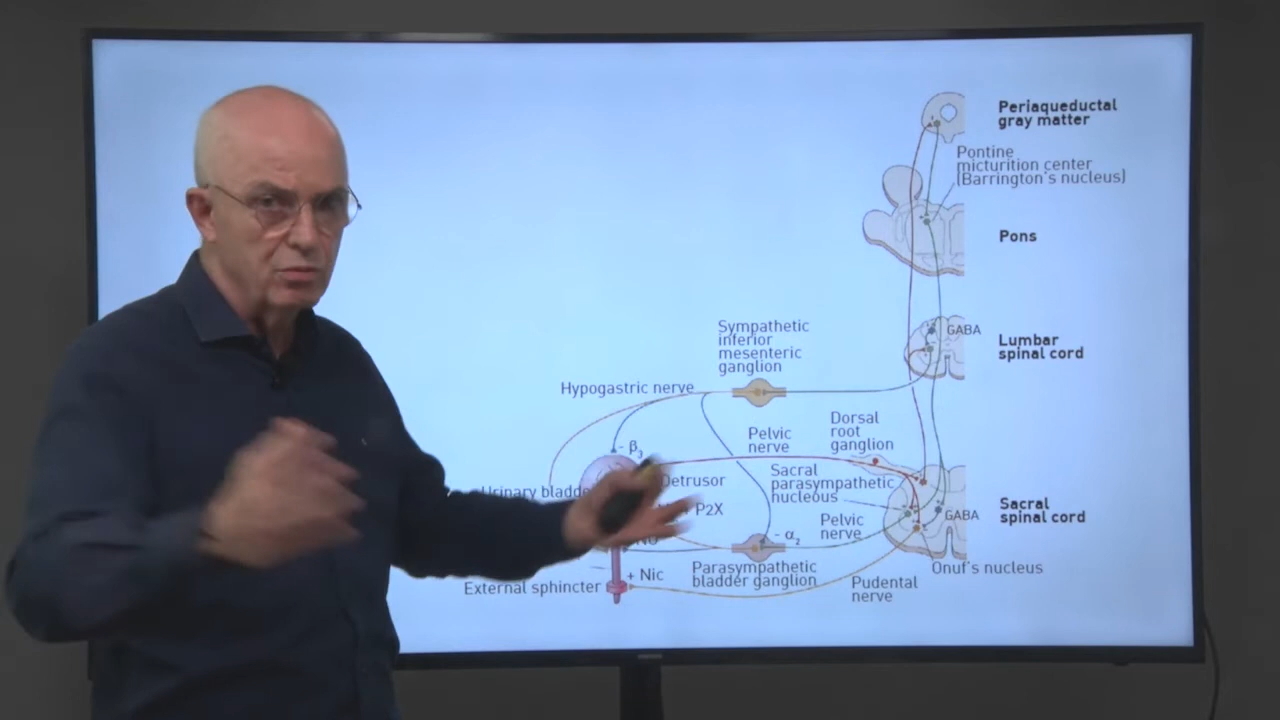 Periaqueductal
gray matter
Pontine
micturition center
(Barrington's nucleus)
Pons
GABA
Lumbar
spinal cord
Sympathetic
inferior
mesenteric
ganglion
Hypogastric nerve
Dorsal
root
ganglion
Pelvic
nerve
- β3
Detrusor
Urinary
Sacral
parasympathetic
nucleous
P2X
GABA
Sacral
spinal cord
Pelvic
nerve
- α2
Parasympathetic
bladder ganglion
Onuf's nucleus
+ Nic
External sphincter
Pudental
nerve